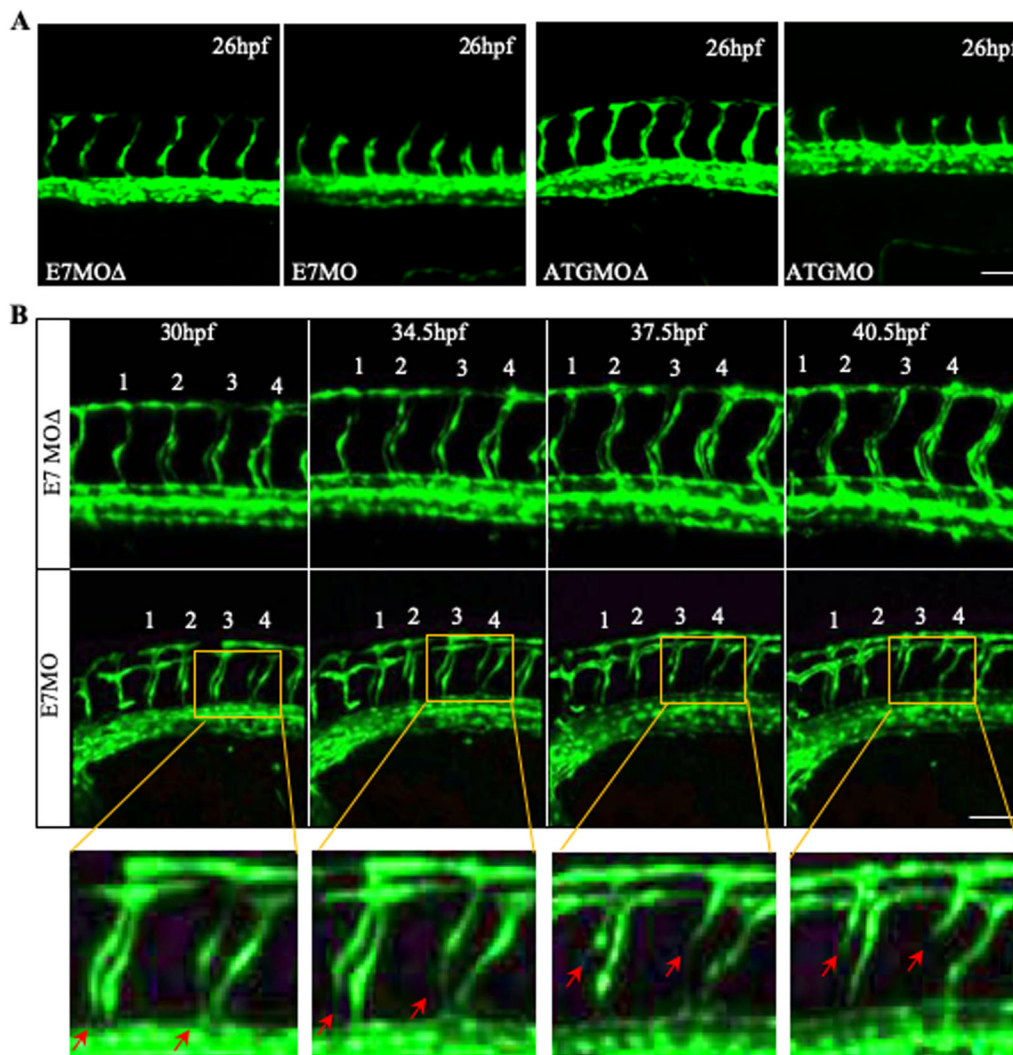 A
26hpf 26hpf 26hpf 26hpf
E7MOΔ E7MO ATGMOΔ ATGMO
B
30hpf 34.5hpf 37.5hpf 40.5hpf
1 2 3 4 1 2 3 4 1 2 3 4 1 2 3 4
E7 MOΔ
1 2 3 4 1 2 3 4 1 2 3 4 1 2 3 4
E7MO